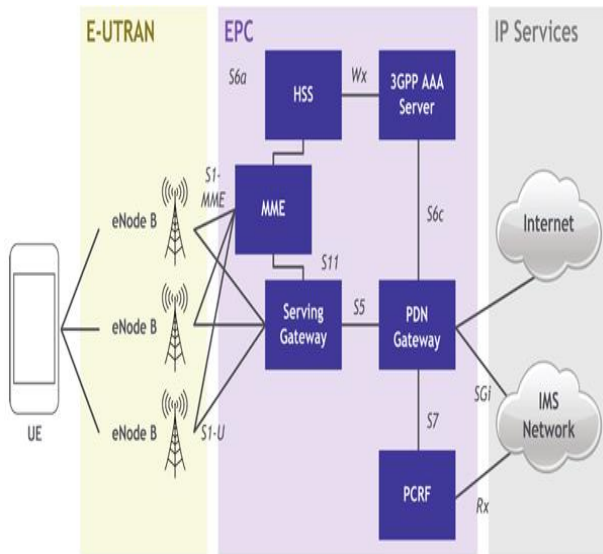 E-UTRAN
EPC
IP Services
S6a
HSS
Wx
3GPP AAA
Server
S1-
MME
MME
eNode B
S6c
Internet
S11
eNode B
Serving
Gateway
S5
PDN
Gateway
UE
eNode B
S1-U
S7
SGi
IMS
Network
PCRF
Rx